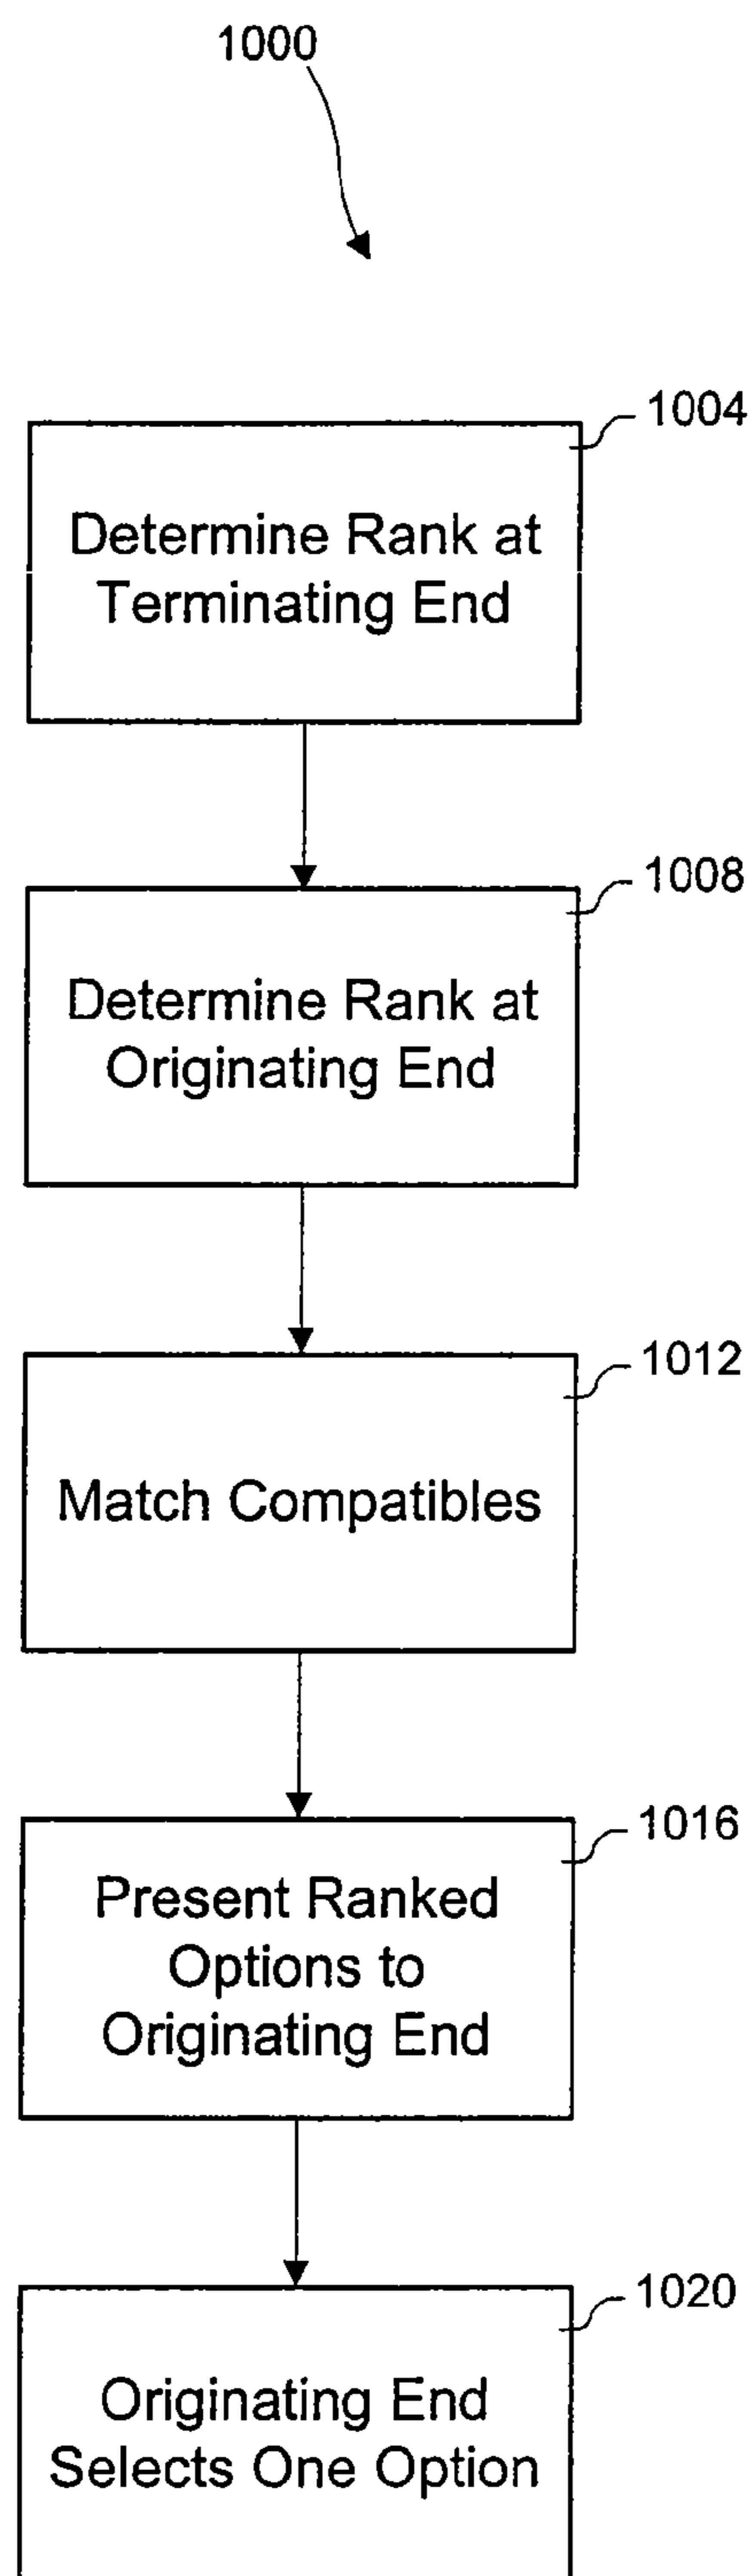 1000
1004
Determine Rank at
Terminating End
1008
Determine Rank at
Originating End
1012
Match Compatibles
1016
Present Ranked
Options to
Originating End
1020
Originating End
Selects One Option